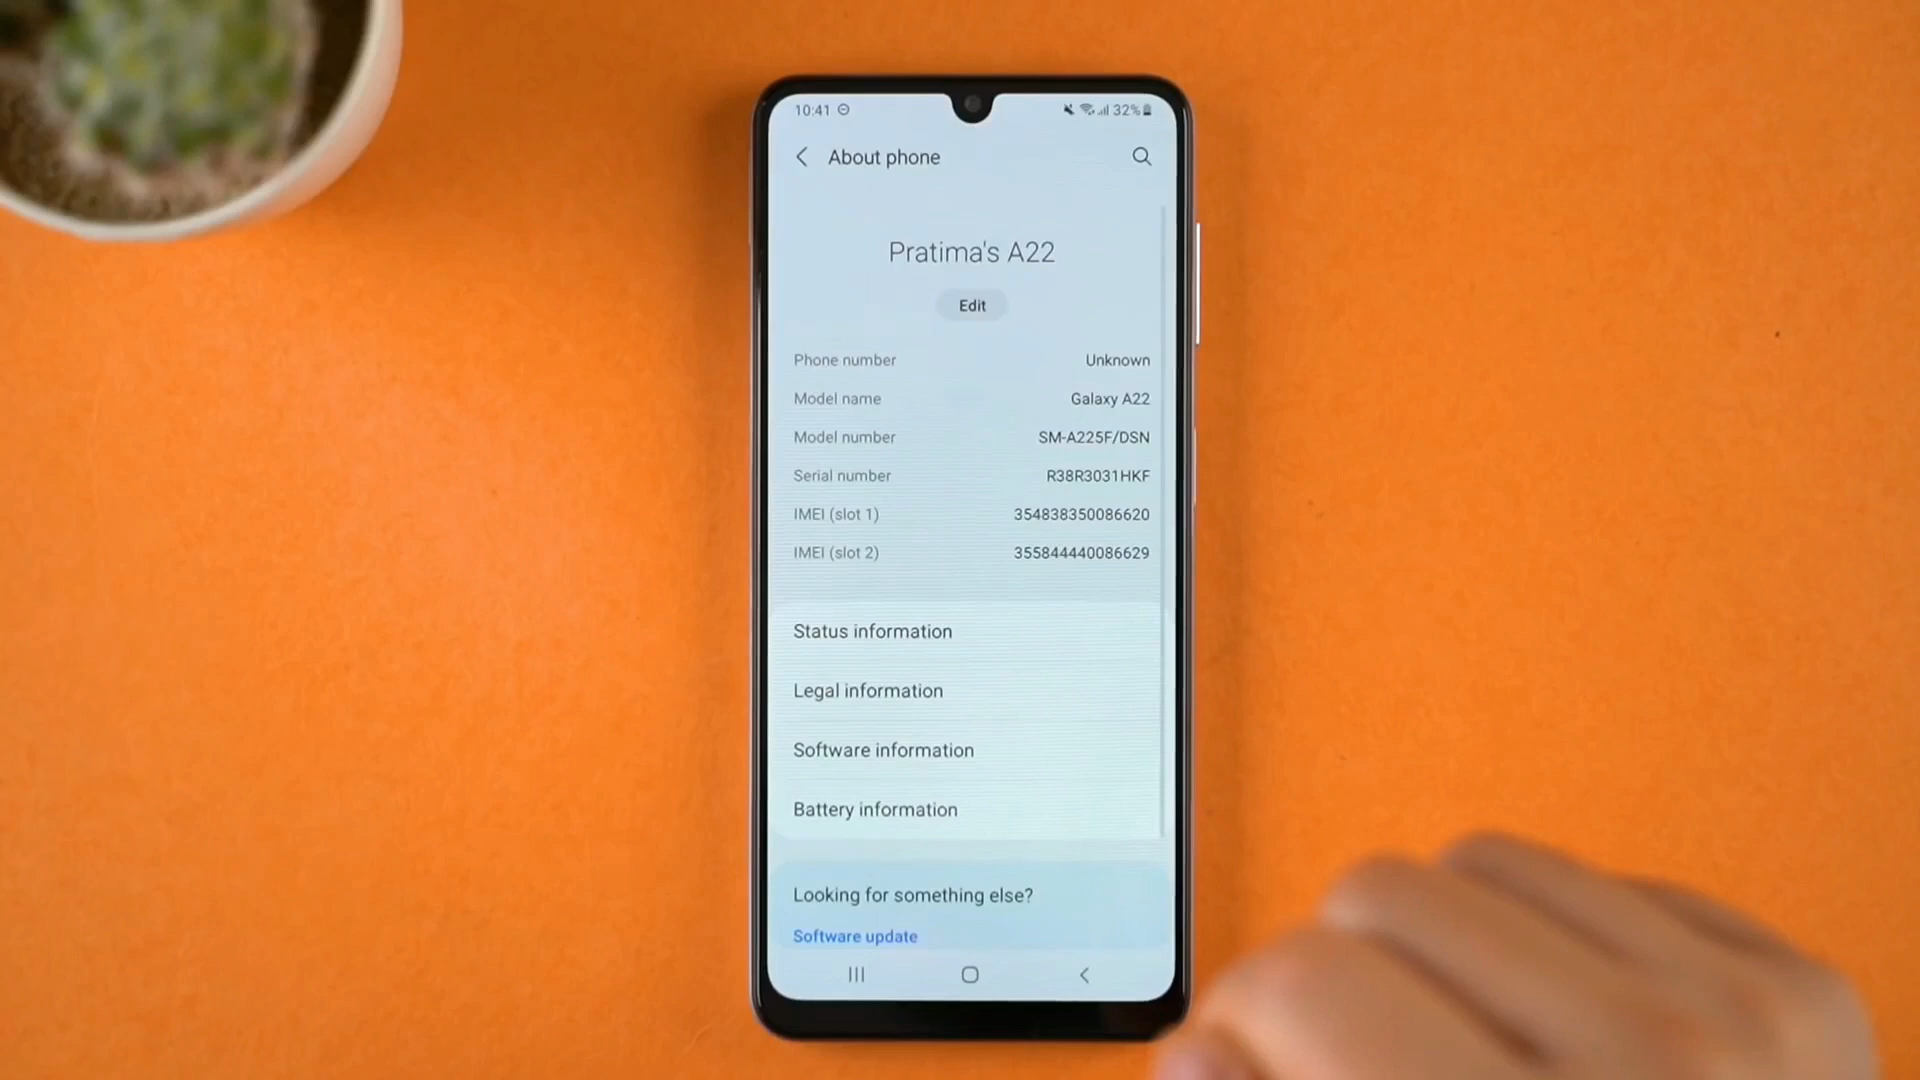 10:41 32%
About phone
Pratima's A22
Edit
Phone number Unknown
Model name Galaxy A22
Model number SM-A225F/DSN
Serial number R38R3031HKF
IMEI (slot 1) 354838350086620
IMEI (slot 2) 355844440086629
Status information
Legal information
Software information
Battery information
Looking for something else?
Software update